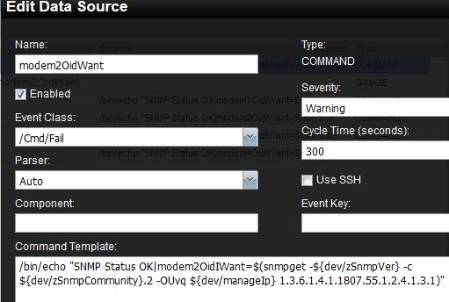 Edit Data Source
Name:
modem2OidWant
Type:
COMMAND
Enabled
Severity:
Warning
Event Class:
/Cmd/Fail
Cycle Time (seconds):
300
Parser:
Auto
Use SSH
Component:
Event Key:
Command Template:
/bin/echo "SNMP Status OK|modem2OidIWant=$(snmpget -${dev/zSnmpVer} -c
${dev/zSnmpCommunity}.2 -OUvq ${dev/manageIp} 1.3.6.1.4.1.1807.55.1.2.4.1.3.1)"